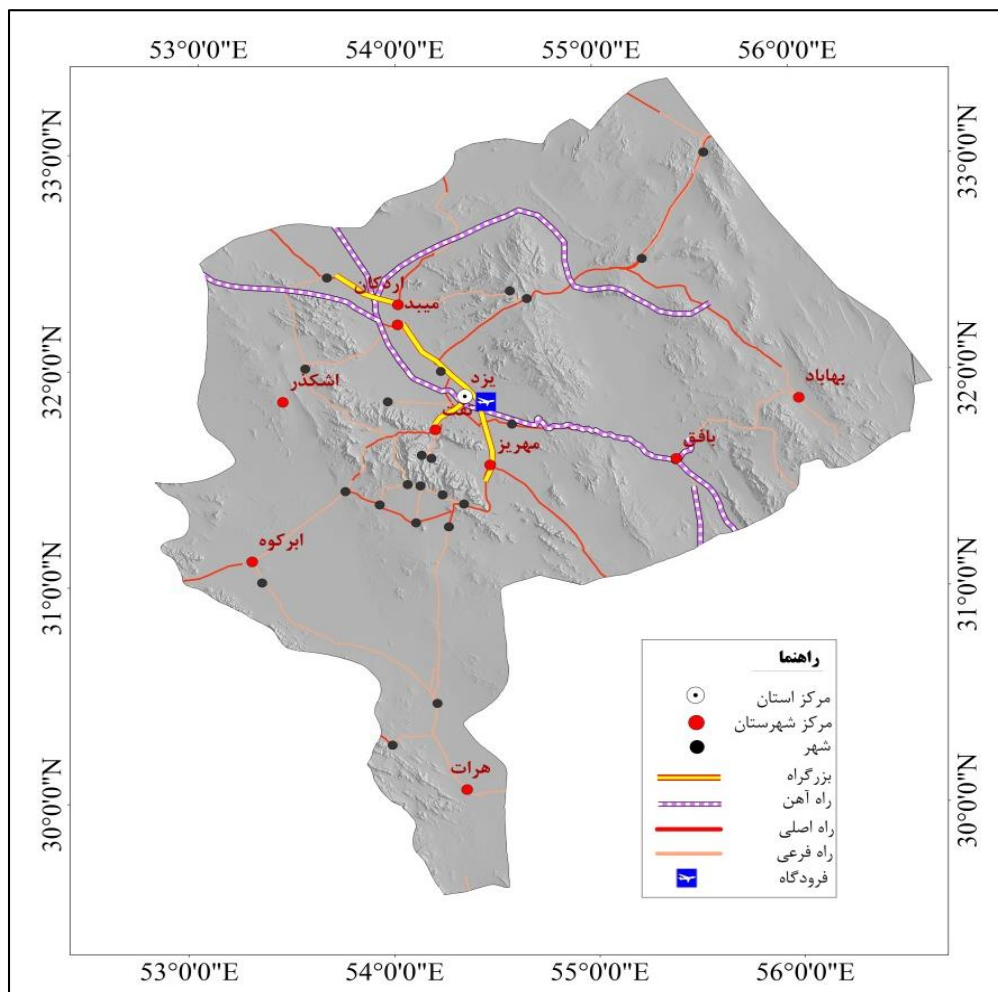 53°0'0"E 54°0'0"E 55°0'0"E 56°0'0"E
33°0'0"N
33°0'0"N
اردکان
میبد
32°0'0"N
32°0'0"N
بهاباد
اشکذر
یزد
تفت
مهریز
بافق
ابرکوه
31°0'0"N
31°0'0"N
هرات
30°0'0"N
30°0'0"N
راهنما
مرکز استان
مرکز شهرستان
شهر
بزرگراه
راه آهن
راه اصلی
راه فرعی
فرودگاه
53°0'0"E 54°0'0"E 55°0'0"E 56°0'0"E